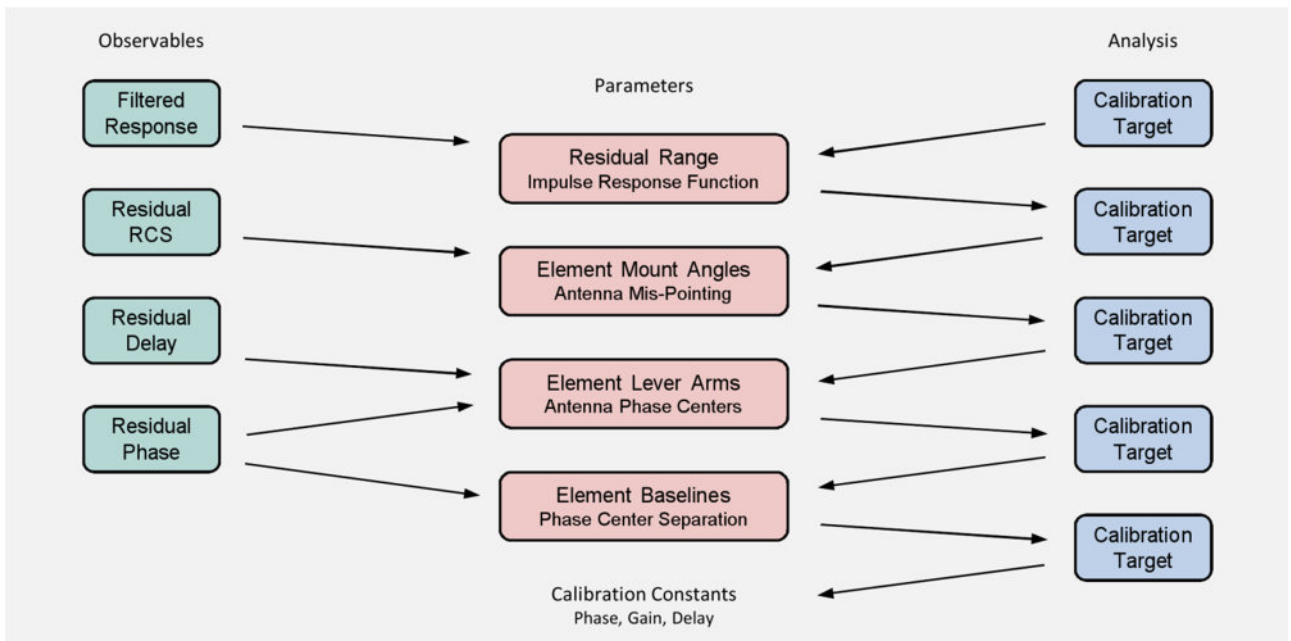 Observables
Analysis
Parameters
Filtered
Response
Residual
RCS
Residual
Delay
Residual
Phase
Residual Range
Impulse Response Function
Element Mount Angles
Antenna Mis-Pointing
Element Lever Arms
Antenna Phase Centers
Element Baselines
Phase Center Separation
Calibration Constants
Phase, Gain, Delay
Calibration
Target
Calibration
Target
Calibration
Target
Calibration
Target
Calibration
Target